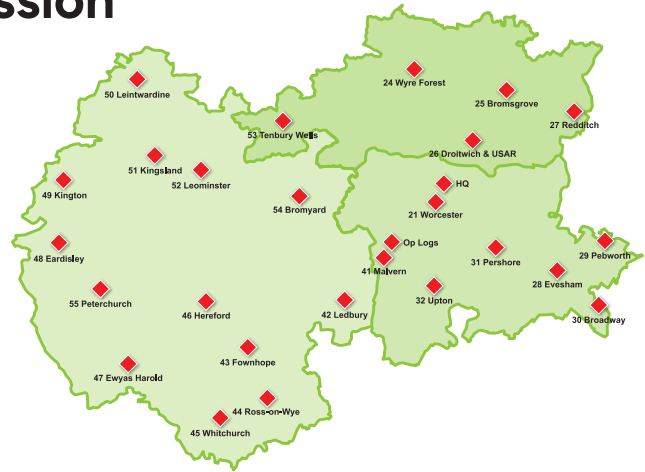 ssion
50 Leintwardine
24 Wyre Forest
25 Bromsgrove
27 Redditch
53 Tenbury Wells
26 Droitwich & USAR
51 Kingsland
52 Leominster
49 Kington
HQ
54 Bromyard
21 Worcester
48 Eardisley
Op Logs
41 Malvern
31 Pershore
29 Pebworth
28 Evesham
55 Peterchurch
32 Upton
46 Hereford
42 Ledbury
30 Broadway
43 Fownhope
47 Ewyas Harold
44 Ross-on-Wye
45 Whitchurch